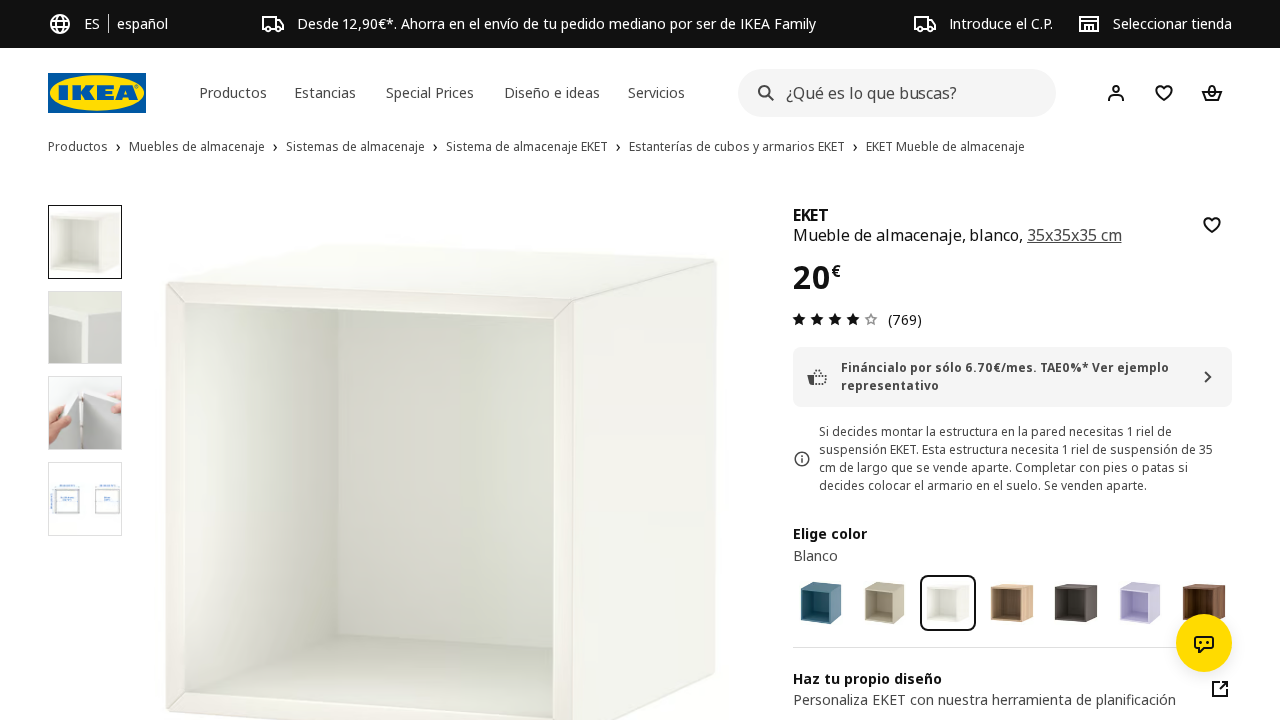 ES español
Desde 12,90€*. Ahorra en el envío de tu pedido mediano por ser de IKEA Family
Introduce el C.P.
Seleccionar tienda
IKEA
Productos
Estancias
Special Prices
Diseño e ideas
Servicios
¿Qué es lo que buscas?
Productos › Muebles de almacenaje › Sistemas de almacenaje › Sistema de almacenaje EKET › Estanterías de cubos y armarios EKET › EKET Mueble de almacenaje
EKET
Mueble de almacenaje, blanco, 35x35x35 cm
20€
(769)
Fináncialo por sólo 6.70€/mes. TAE0%* Ver ejemplo
representativo
Si decides montar la estructura en la pared necesitas 1 riel de
suspensión EKET. Esta estructura necesita 1 riel de suspensión de 35
cm de largo que se vende aparte. Completar con pies o patas si
decides colocar el armario en el suelo. Se venden aparte.
Elige color
Blanco
Haz tu propio diseño
Personaliza EKET con nuestra herramienta de planificación